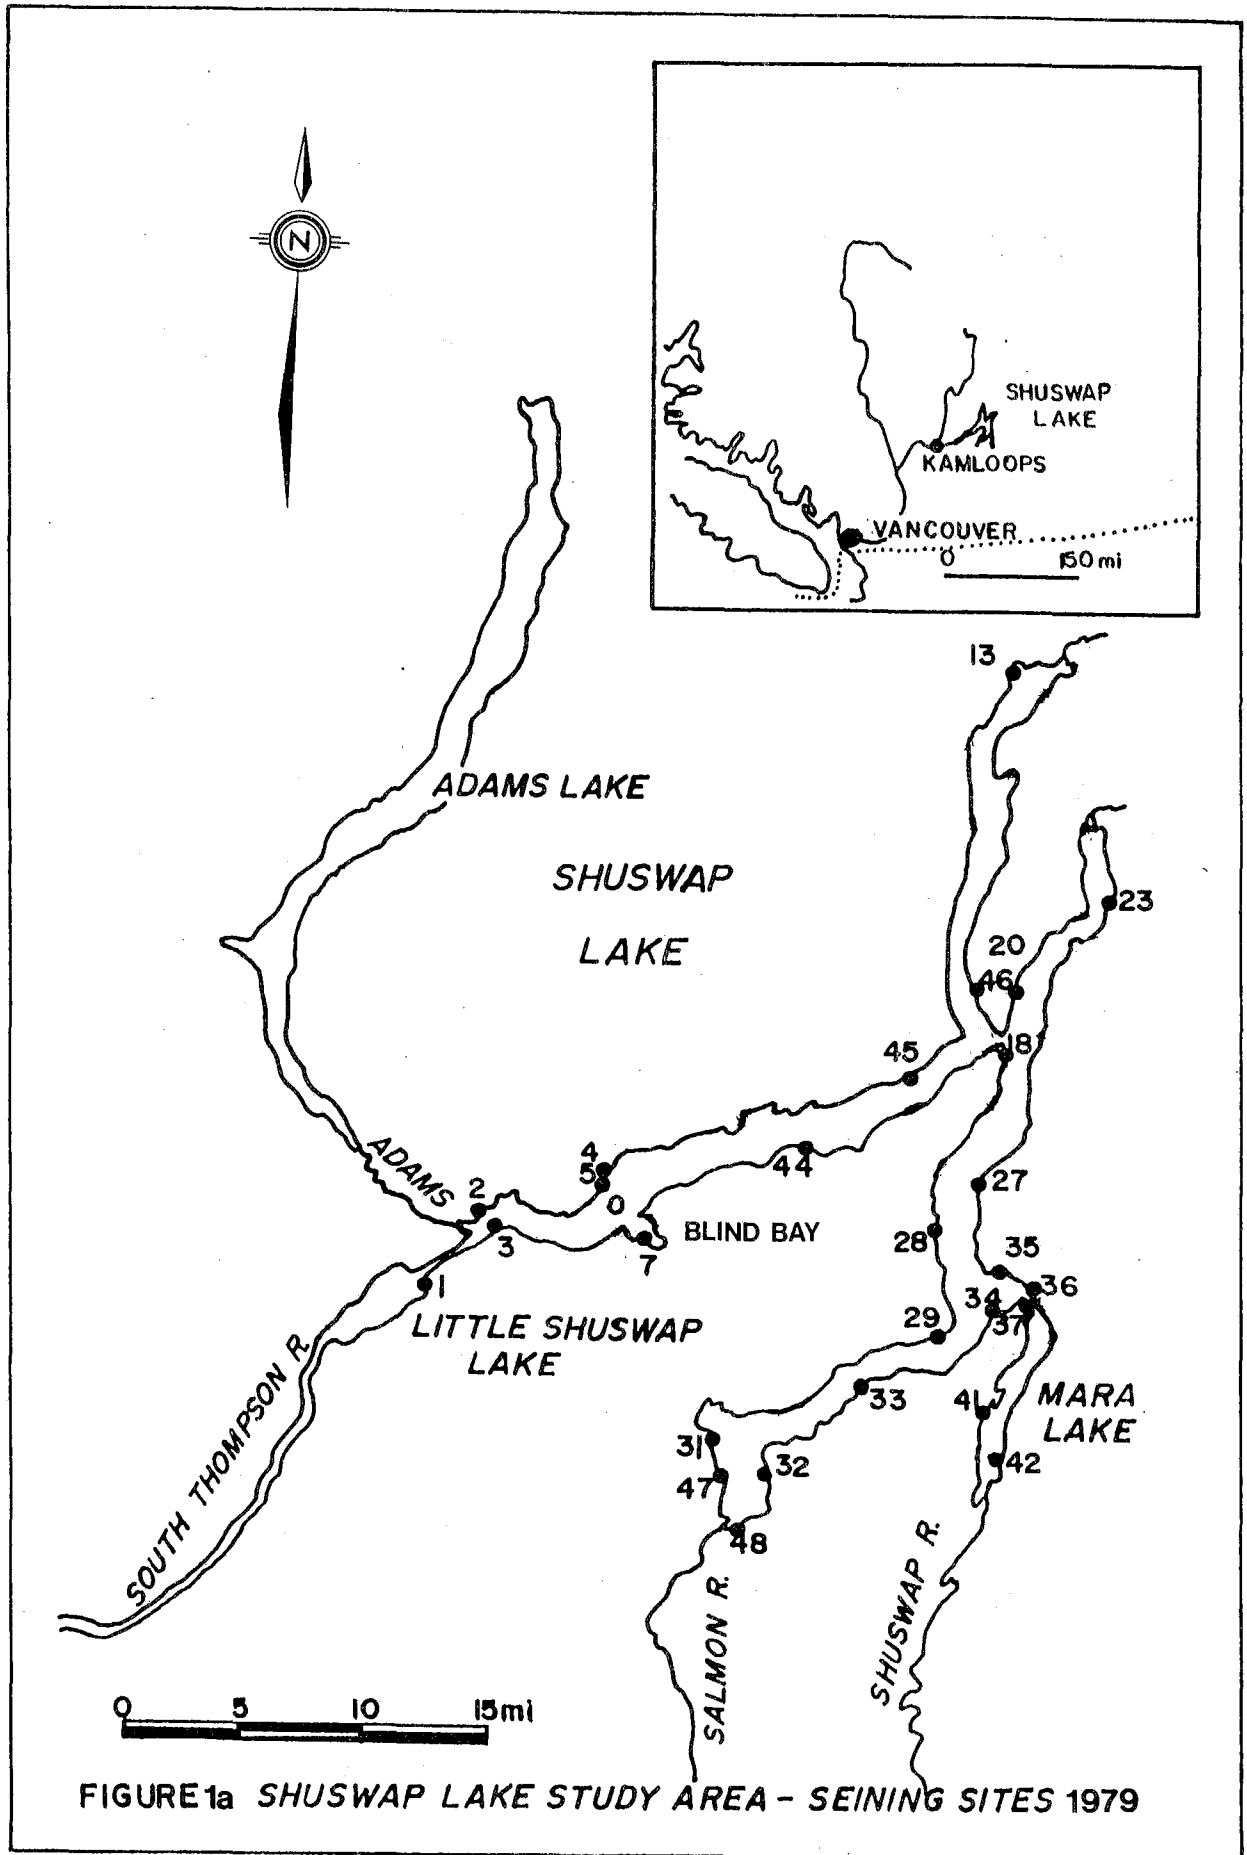 N
SHUSWAP
LAKE
KAMLOOPS
VANCOUVER
0 150 mi
13
ADAMS LAKE
SHUSWAP
LAKE
23
20
46
18
45
44
4
5
ADAMS
2
3
7
BLIND BAY
27
28
35
36
34
37
1
29
LITTLE SHUSWAP
LAKE
33
MARA
LAKE
41
42
31
47
32
48
SOUTH THOMPSON R.
SALMON R.
SHUSWAP R.
0 5 10 15mi
FIGURE 1a SHUSWAP LAKE STUDY AREA – SEINING SITES 1979